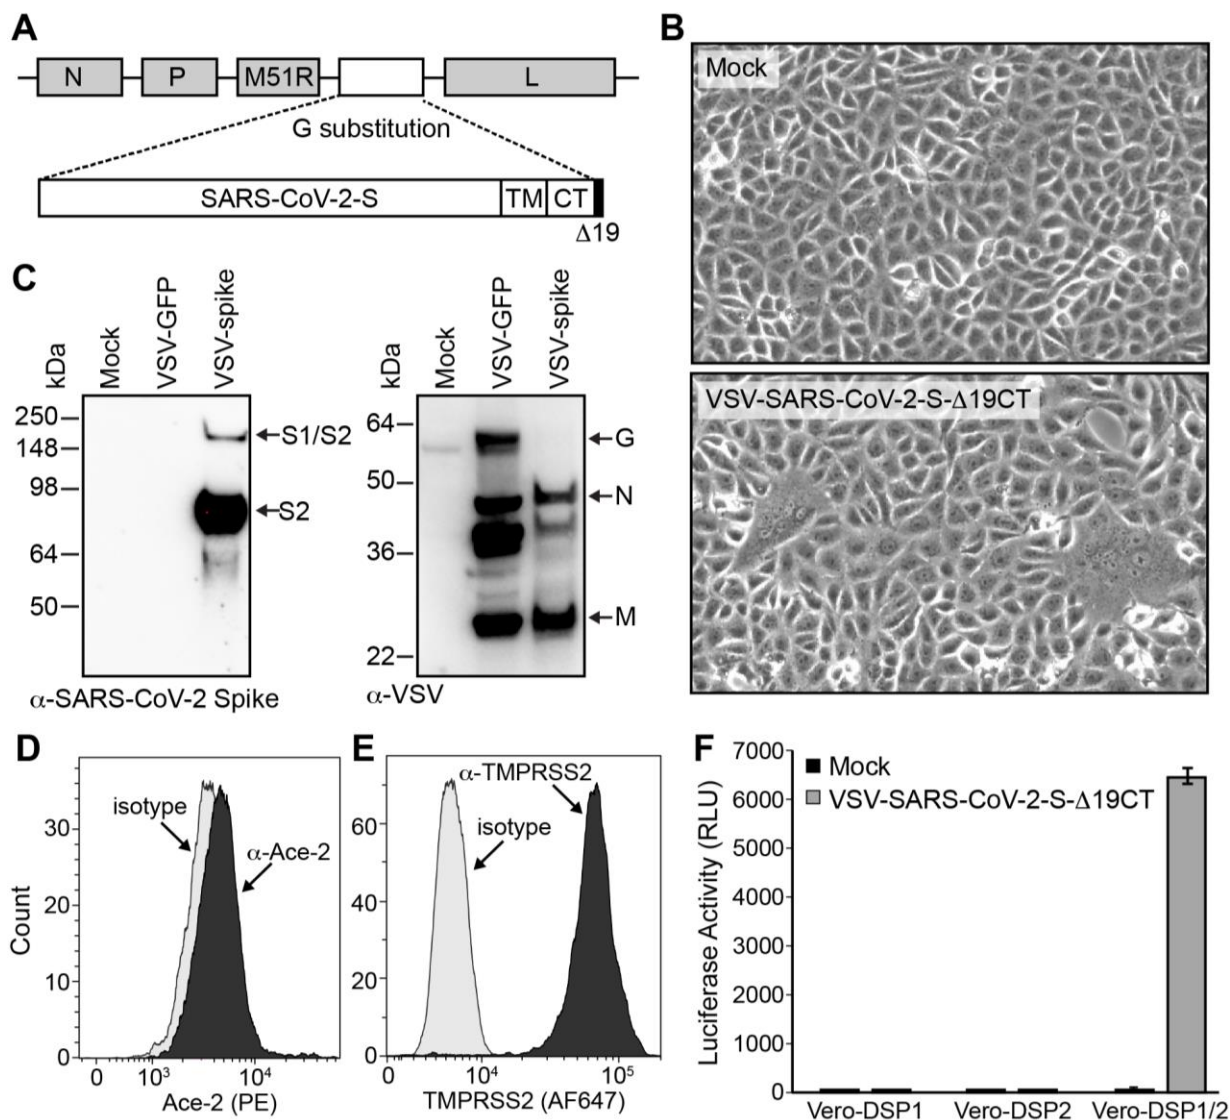 A
N P M51R L
G substitution
SARS-CoV-2-S TM CT
Δ19
B
Mock
VSV-SARS-CoV-2-S-Δ19CT
C
kDa Mock VSV-GFP VSV-spike
250
148
98
64
50
S1/S2
S2
α-SARS-CoV-2 Spike
kDa Mock VSV-GFP VSV-spike
64
50
36
22
G
N
M
α-VSV
D
isotype
α-Ace-2
Count
30
20
10
0
0 10³ 10⁴
Ace-2 (PE)
E
α-TMPRSS2
isotype
60
40
20
0
0 10⁴ 10⁵
TMPRSS2 (AF647)
F
Mock
VSV-SARS-CoV-2-S-Δ19CT
Luciferase Activity (RLU)
7000
6000
5000
4000
3000
2000
1000
0
Vero-DSP1 Vero-DSP2 Vero-DSP1/2